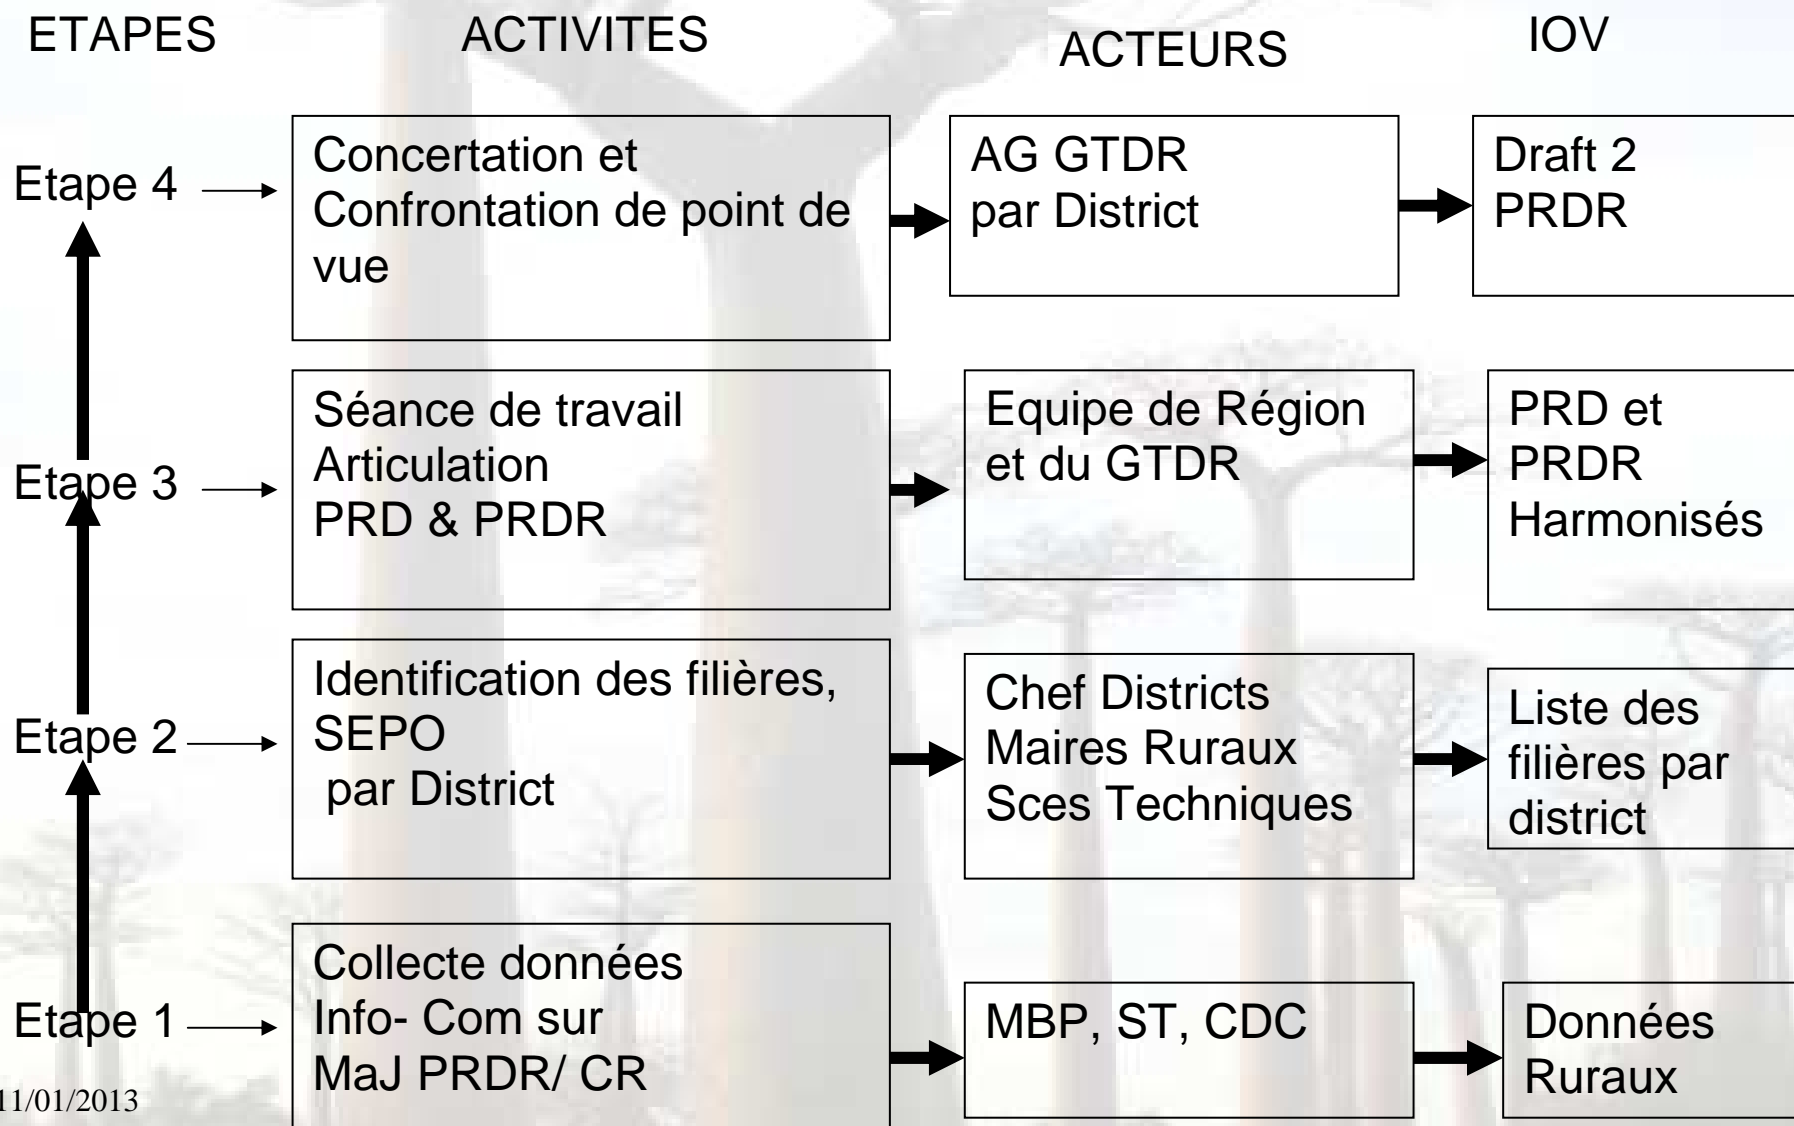 ETAPES
ACTIVITES
ACTEURS
IOV
Etape 4
Concertation et
Confrontation de point de
vue
AG GTDR
par District
Draft 2
PRDR
Etape 3
Séance de travail
Articulation
PRD & PRDR
Equipe de Région
et du GTDR
PRD et
PRDR
Harmonisés
Etape 2
Identification des filières,
SEPO
par District
Chef Districts
Maires Ruraux
Sces Techniques
Liste des
filières par
district
Etape 1
Collecte données
Info- Com sur
MaJ PRDR/ CR
MBP, ST, CDC
Données
Ruraux
11/01/2013